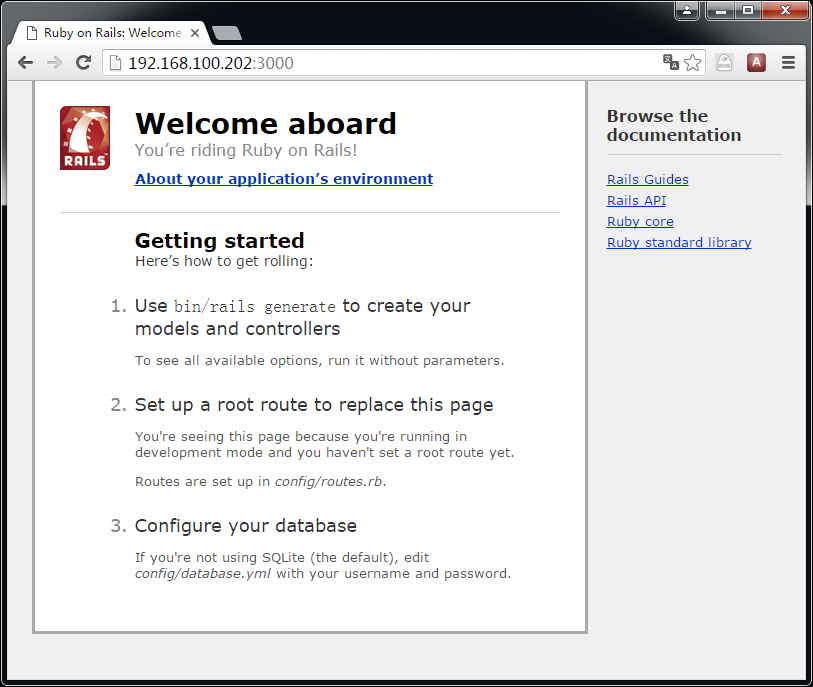 Ruby on Rails: Welcome
192.168.100.202:3000
RAILS
Welcome aboard
You’re riding Ruby on Rails!
About your application’s environment
Getting started
Here’s how to get rolling:
1. Use bin/rails generate to create your
models and controllers
To see all available options, run it without parameters.
2. Set up a root route to replace this page
You're seeing this page because you're running in
development mode and you haven't set a root route yet.
Routes are set up in config/routes.rb.
3. Configure your database
If you're not using SQLite (the default), edit
config/database.yml with your username and password.
Browse the
documentation
Rails Guides
Rails API
Ruby core
Ruby standard library